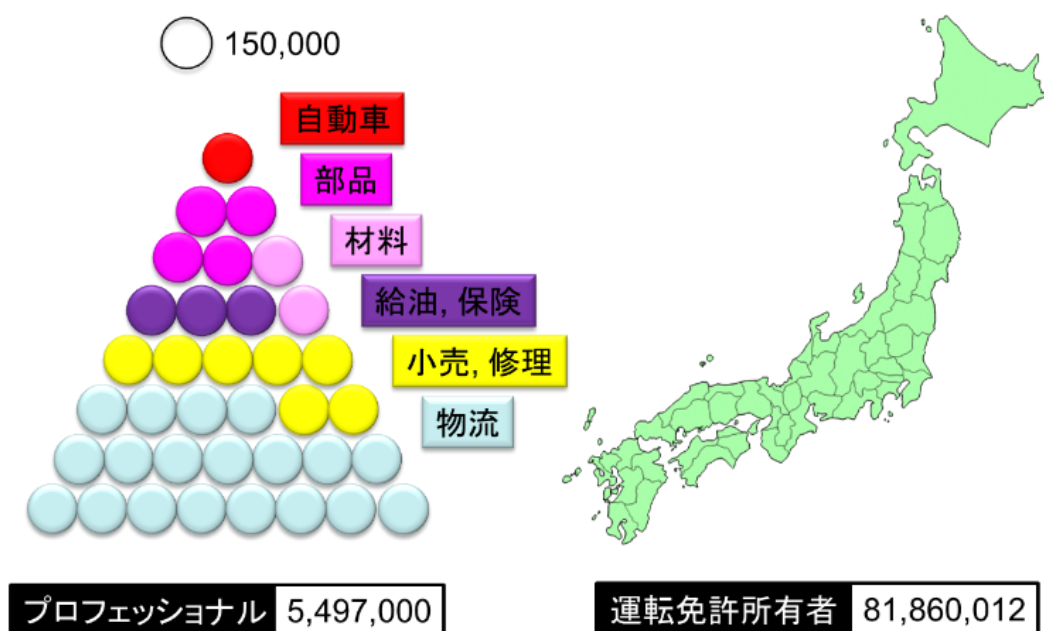 150,000
自動車
部品
材料
給油, 保険
小売, 修理
物流
プロフェッショナル 5,497,000
運転免許所有者 81,860,012